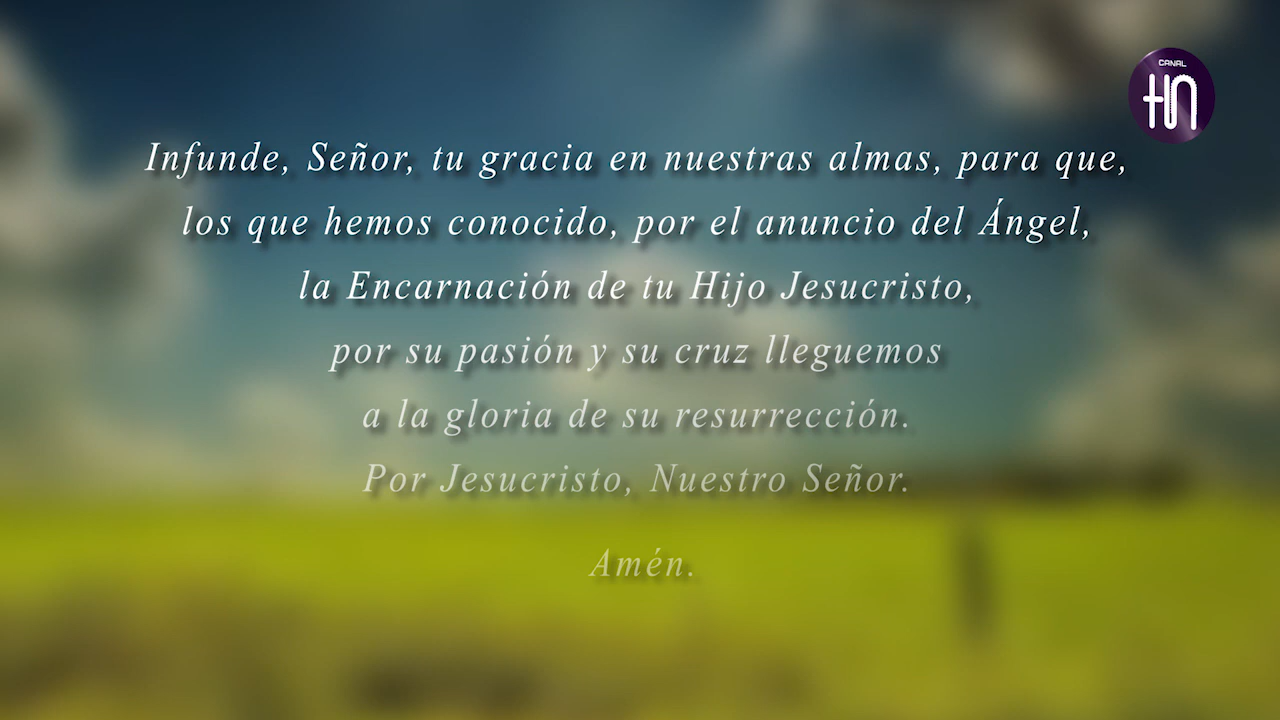 CANAL
HN
Infunde, Señor, tu gracia en nuestras almas, para que,
los que hemos conocido, por el anuncio del Ángel,
la Encarnación de tu Hijo Jesucristo,
por su pasión y su cruz lleguemos
a la gloria de su resurrección.
Por Jesucristo, Nuestro Señor.
Amén.